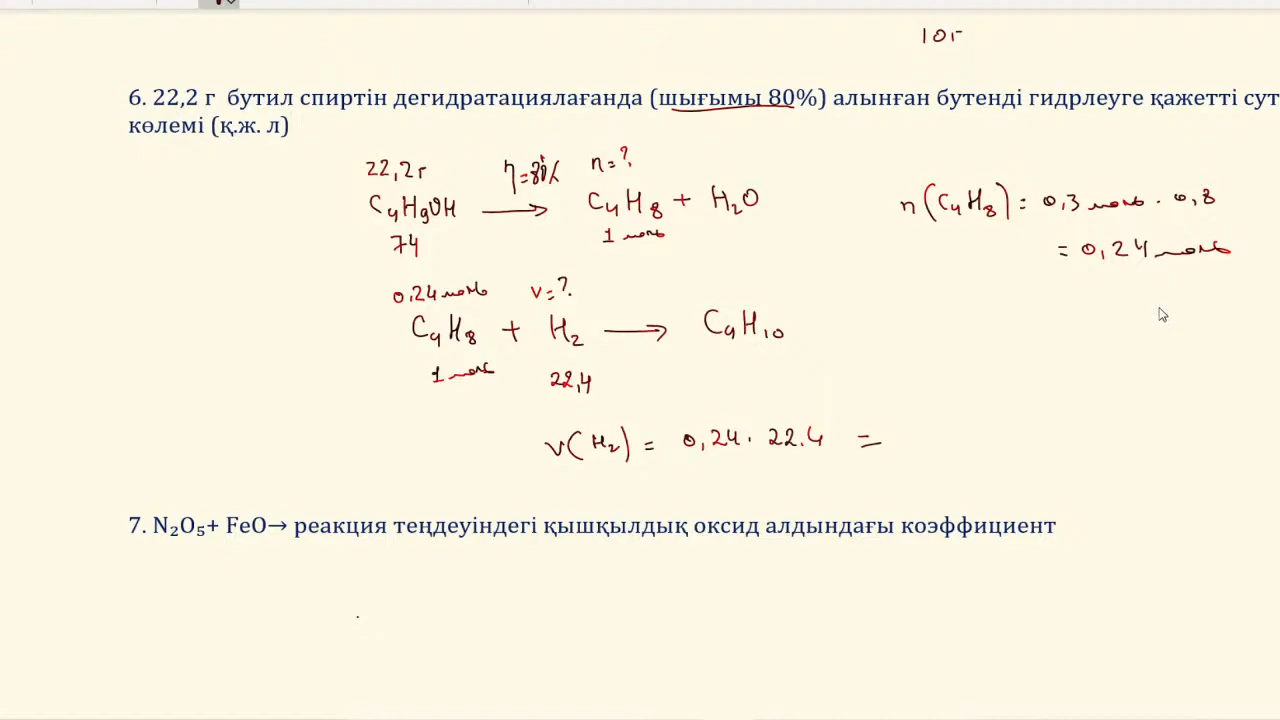 10г
6. 22,2 г бутил спиртін дегидратациялағанда (шығымы 80%) алынған бутенді гидрлеуге қажетті сут
көлемі (қ.ж. л)
22,2г η=80% n=?
C₄H₉OH → C₄H₈ + H₂O
74 1 моль
n(C₄H₈) = 0,3 моль · 0,8
= 0,24 моль
0,24 моль v=?
C₄H₈ + H₂ → C₄H₁₀
1 моль 22,4
v(H₂) = 0,24 · 22.4 =
7. N₂O₅+ FeO→ реакция теңдеуіндегі қышқылдық оксид алдындағы коэффициент